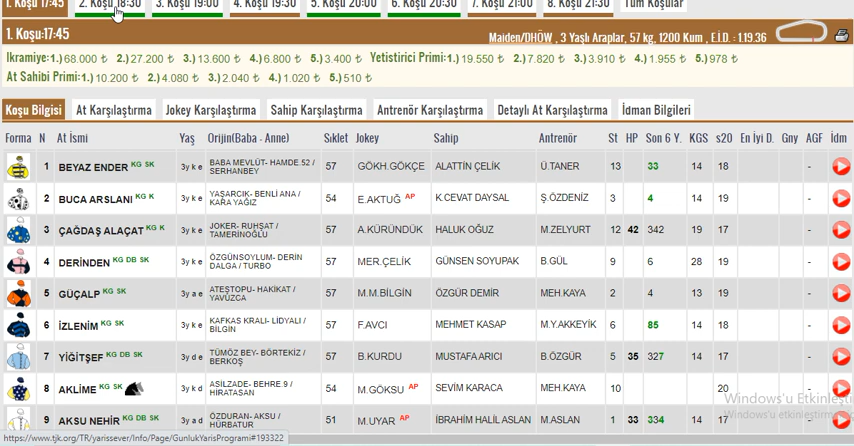 1. Koşu 17:45 2. Koşu 18:30 3. Koşu 19:00 4. Koşu 19:30 5. Koşu 20:00 6. Koşu 20:30 7. Koşu 21:00 8. Koşu 21:30 Tüm Koşular
1. Koşu:17:45 Maiden/DHÖW , 3 Yaşlı Araplar, 57 kg, 1200 Kum , E.İ.D. : 1.19.36
Ikramiye:1.) 68.000 ₺ 2.) 27.200 ₺ 3.) 13.600 ₺ 4.) 6.800 ₺ 5.) 3.400 ₺ Yetistirici Primi:1.) 19.550 ₺ 2.) 7.820 ₺ 3.) 3.910 ₺ 4.) 1.955 ₺ 5.) 978 ₺
At Sahibi Primi:1.) 10.200 ₺ 2.) 4.080 ₺ 3.) 2.040 ₺ 4.) 1.020 ₺ 5.) 510 ₺
Koşu Bilgisi At Karşılaştırma Jokey Karşılaştırma Sahip Karşılaştırma Antrenör Karşılaştırma Detaylı At Karşılaştırma İdman Bilgileri
Forma N At İsmi Yaş Orijin(Baba - Anne) Sıklet Jokey Sahip Antrenör St HP Son 6 Y. KGS s20 En İyi D. Gny AGF İdm
1 BEYAZ ENDER KG SK 3y k e BABA MEVLÜT- HAMDE.52 / SERHANBEY 57 GÖKH.GÖKÇE ALATTİN ÇELİK Ü.TANER 13 33 14 18 -
2 BUCA ARSLANI KG K 3y k e YAŞARCIK- BENLİ ANA / KARA YAĞIZ 54 E.AKTUĞ AP K.CEVAT DAYSAL Ş.ÖZDENİZ 3 4 14 19 -
3 ÇAĞDAŞ ALAÇAT KG K 3y k e JOKER- RUHŞAT / TAMERİNOĞLU 57 A.KÜRÜNDÜK HALUK OĞUZ M.ZELYURT 12 42 342 19 17 -
4 DERİNDEN KG DB SK 3y k e ÖZGÜNSOYLUM- DERİN DALGA / TURBO 57 MER.ÇELİK GÜNSEN SOYUPAK B.GÜL 9 6 28 19 -
5 GÜÇALP KG SK 3y a e ATEŞTOPU- HAKİKAT / YAVUZCA 57 M.M.BİLGİN ÖZGÜR DEMİR MEH.KAYA 2 4 13 19 -
6 İZLENİM KG SK 3y k e KAFKAS KRALI- LİDYALI / BİLGİN 57 F.AVCI MEHMET KASAP M.Y.AKKEYİK 6 85 14 18 -
7 YİĞİTŞEF KG DB SK 3y d e TÜMÖZ BEY- BÖRTEKİZ / BERKOŞ 57 B.KURDU MUSTAFA ARICI B.ÖZGÜR 5 35 327 14 17 -
8 AKLİME KG SK 3y k d ASILZADE- BEHRE 9 / HIRATASAN 54 M.GÖKSU AP SEVİM KARACA MEH.KAYA 10 20 -
Windows'u Etkinleştir
9 AKSU NEHİR KG DB SK 3y a d ÖZDURAN- AKSU / HÜRBATUR 51 M.UYAR AP İBRAHİM HALİL ASLAN M.ASLAN 1 33 334 14 17 -
Windows'u etkinleştirme
https://www.tjk.org/TR/yarissever/Info/Page/GunlukYarisProgrami#193322